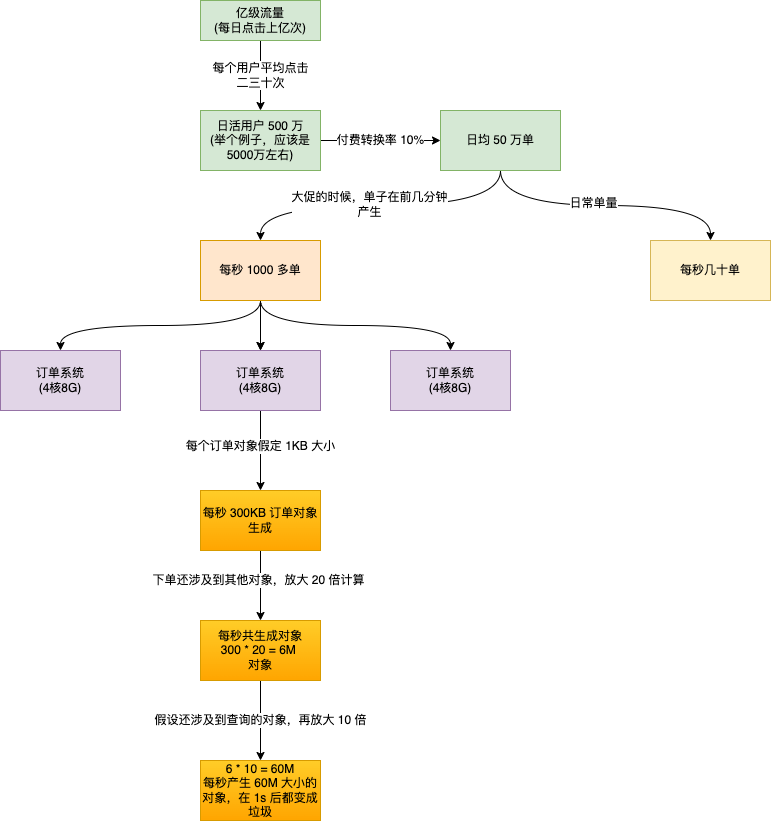 亿级流量
(每日点击上亿次)
每个用户平均点击
二三十次
日活用户 500 万
(举个例子，应该是
5000万左右)
付费转换率 10%
日均 50 万单
大促的时候，单子在前几分钟
产生
日常单量
每秒 1000 多单
每秒几十单
订单系统
(4核8G)
订单系统
(4核8G)
订单系统
(4核8G)
每个订单对象假定 1KB 大小
每秒 300KB 订单对象
生成
下单还涉及到其他对象，放大 20 倍计算
每秒共生成对象
300 * 20 = 6M
对象
假设还涉及到查询的对象，再放大 10 倍
6 * 10 = 60M
每秒产生 60M 大小的
对象，在 1s 后都变成
垃圾